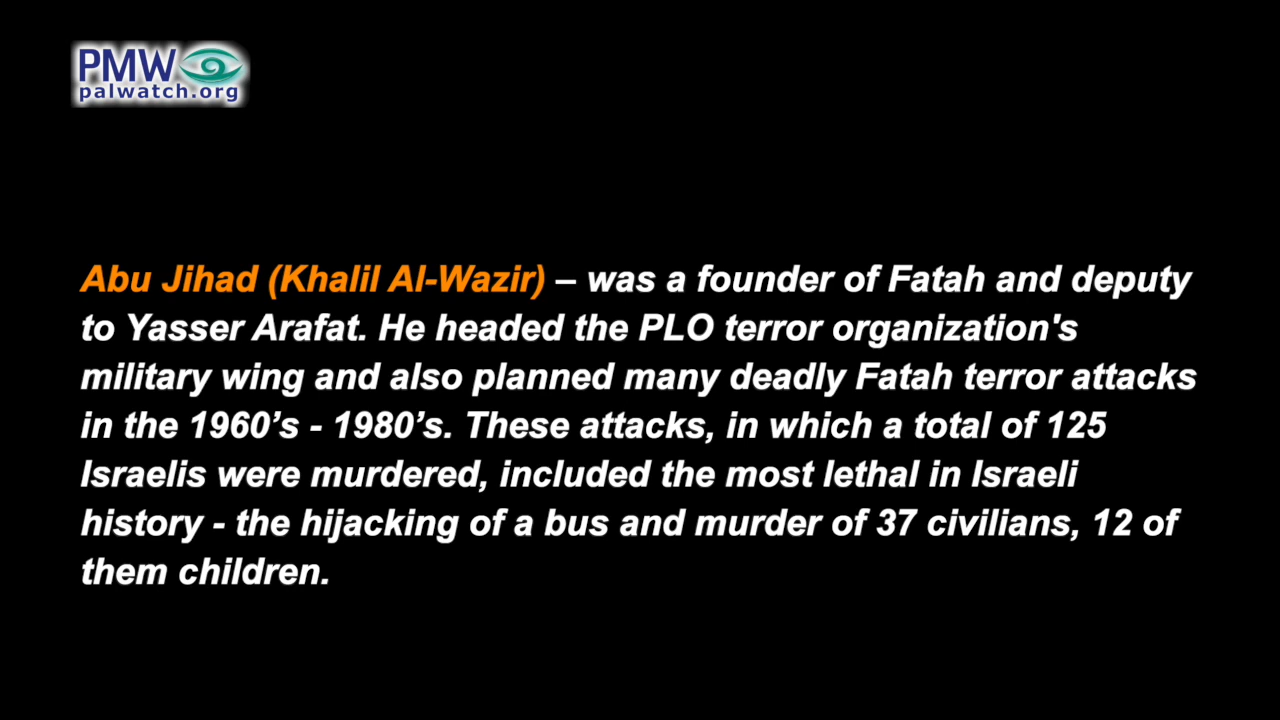 PMW
palwatch.org
Abu Jihad (Khalil Al-Wazir) – was a founder of Fatah and deputy
to Yasser Arafat. He headed the PLO terror organization's
military wing and also planned many deadly Fatah terror attacks
in the 1960’s - 1980’s. These attacks, in which a total of 125
Israelis were murdered, included the most lethal in Israeli
history - the hijacking of a bus and murder of 37 civilians, 12 of
them children.